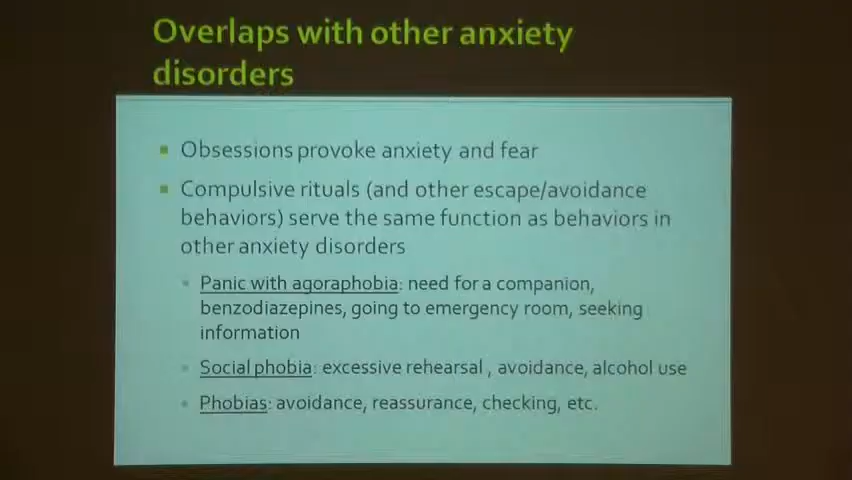 Overlaps with other anxiety
disorders
Obsessions provoke anxiety and fear
Compulsive rituals (and other escape/avoidance
behaviors) serve the same function as behaviors in
other anxiety disorders
Panic with agoraphobia: need for a companion,
benzodiazepines, going to emergency room, seeking
information
Social phobia: excessive rehearsal , avoidance, alcohol use
Phobias: avoidance, reassurance, checking, etc.